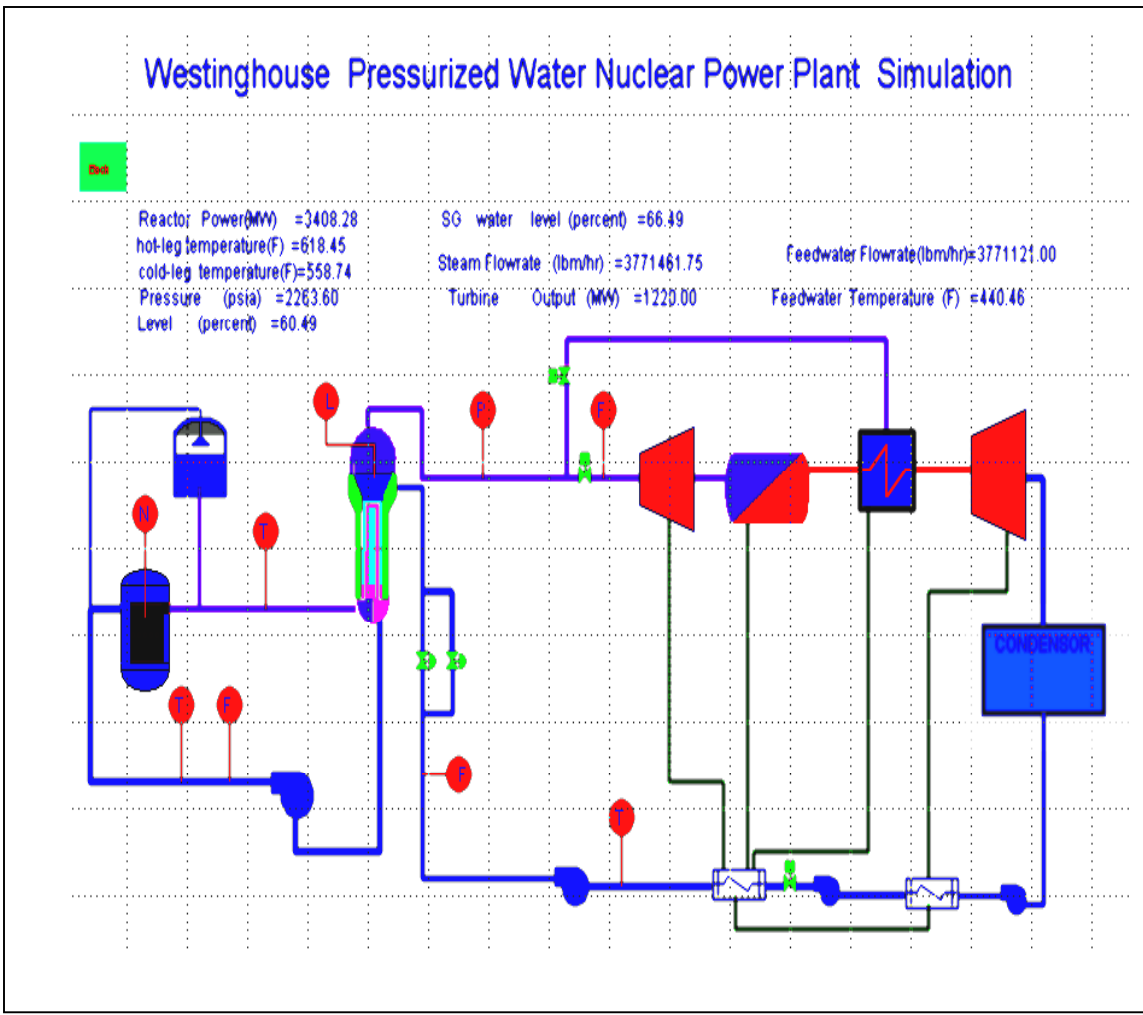 Westinghouse Pressurized Water Nuclear Power Plant Simulation
Reactor Power(MW) =3408.28
hot-leg temperature(F) =618.45
cold-leg temperature(F)=558.74
Pressure (psia) =2263.60
Level (percent) =60.49
SG water level (percent) =66.49
Steam Flowrate (lbm/hr) =3771461.75
Turbine Output (MW) =1220.00
Feedwater Flowrate(lbm/hr)=3771121.00
Feedwater Temperature (F) =440.46
L
P
F
N
T
CONDENSOR
T
F
F
T